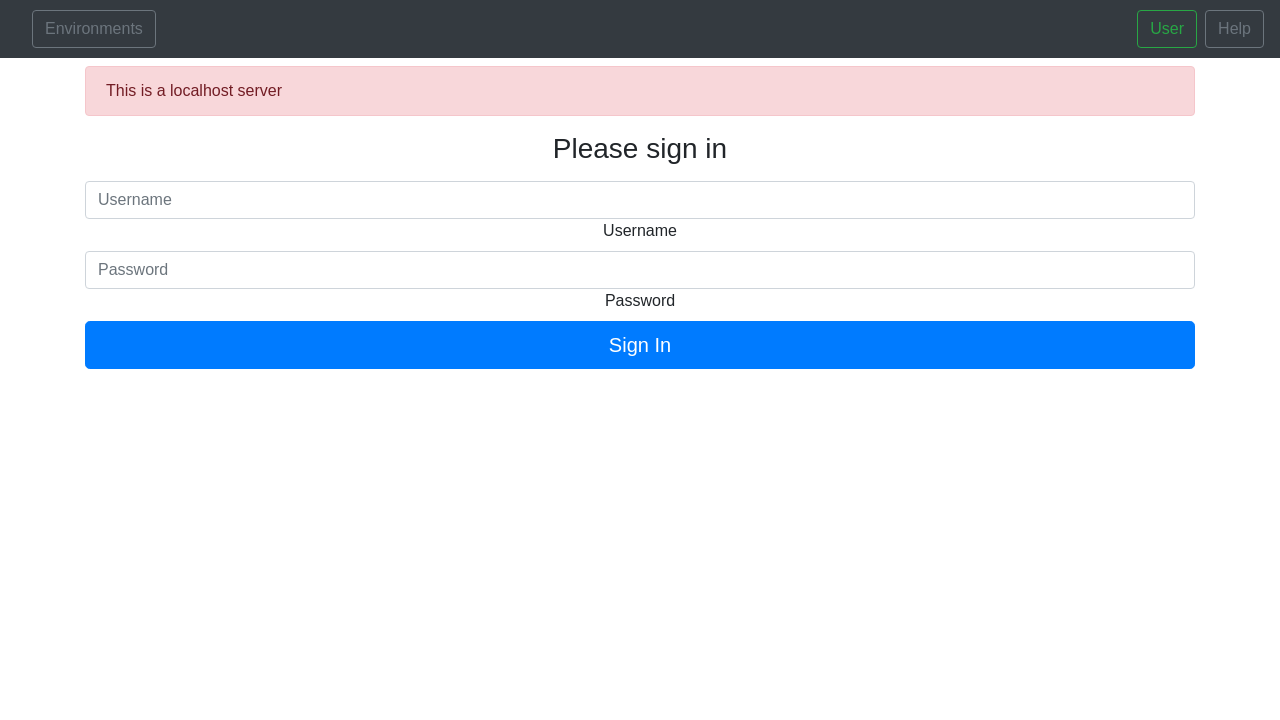 Environments
User
Help
This is a localhost server
Please sign in
Username
Username
Password
Password
Sign In